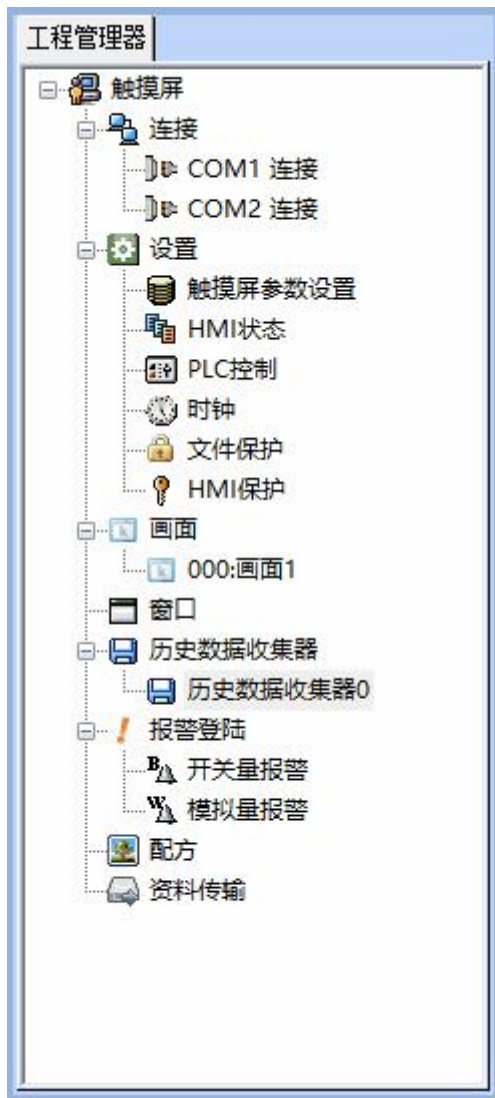 工程管理器
触摸屏
连接
COM1 连接
COM2 连接
设置
触摸屏参数设置
HMI状态
PLC控制
时钟
文件保护
HMI保护
画面
000:画面1
窗口
历史数据收集器
历史数据收集器0
报警登陆
B 开关量报警
W 模拟量报警
配方
资料传输